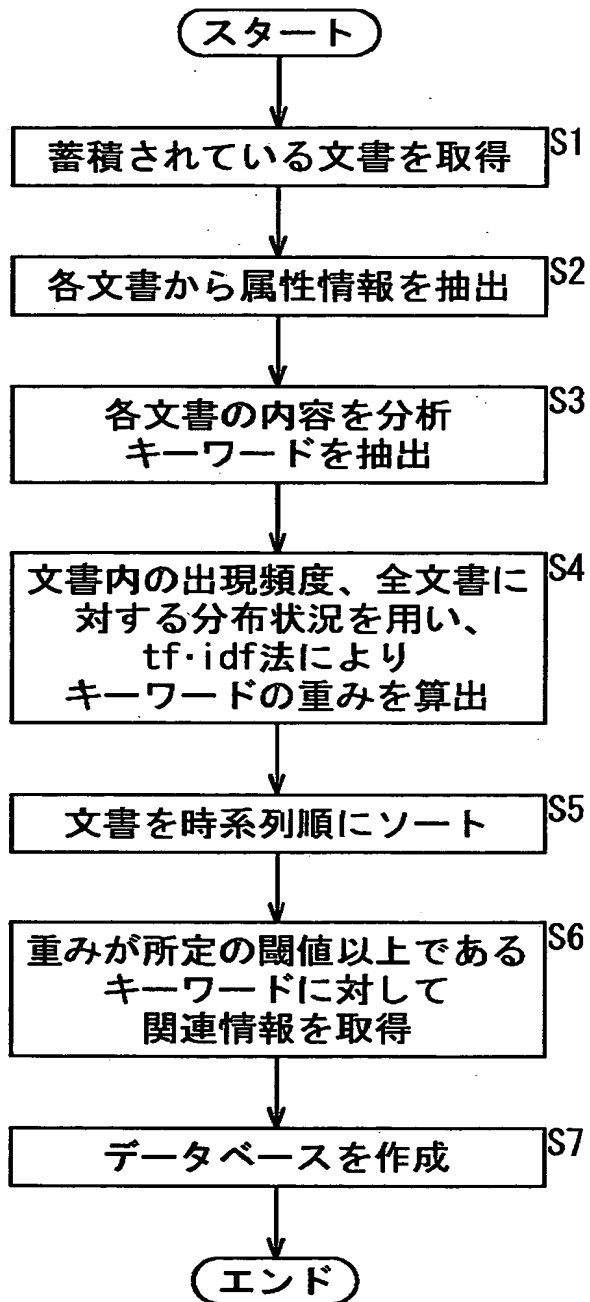 スタート
S1
蓄積されている文書を取得
S2
各文書から属性情報を抽出
S3
各文書の内容を分析
キーワードを抽出
S4
文書内の出現頻度、全文書に
対する分布状況を用い、
tf·idf法により
キーワードの重みを算出
S5
文書を時系列順にソート
S6
重みが所定の閾値以上である
キーワードに対して
関連情報を取得
S7
データベースを作成
エンド